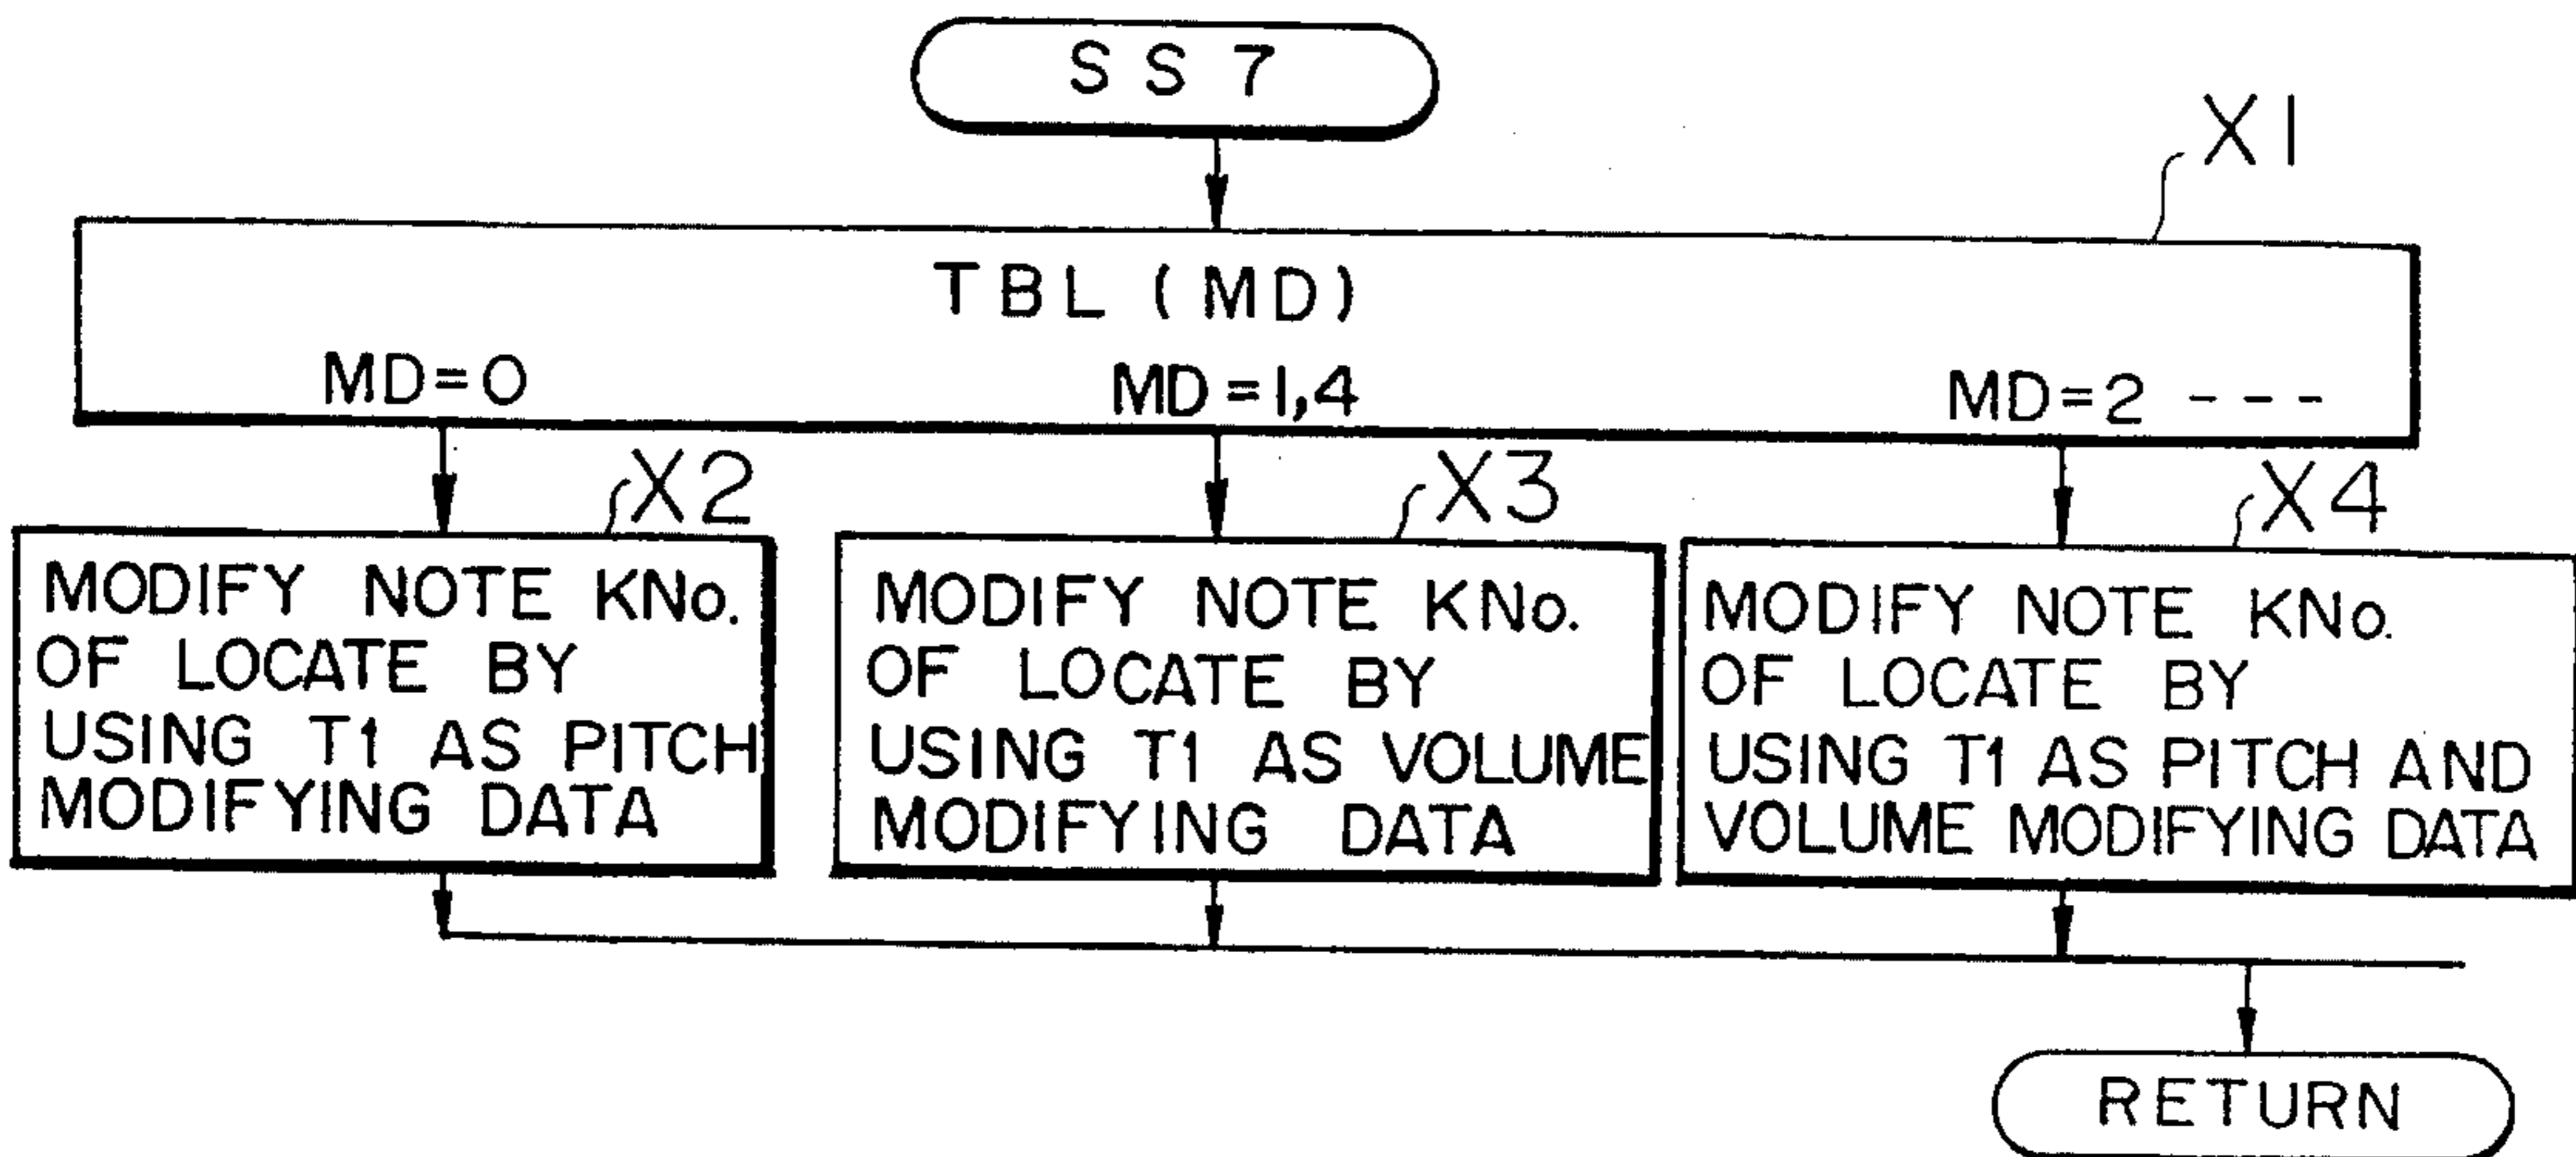 SS7
X1
TBL (MD)
MD=0
MD=1,4
MD=2 ---
X2
MODIFY NOTE KNo.
OF LOCATE BY
USING T1 AS PITCH
MODIFYING DATA
X3
MODIFY NOTE KNo.
OF LOCATE BY
USING T1 AS VOLUME
MODIFYING DATA
X4
MODIFY NOTE KNo.
OF LOCATE BY
USING T1 AS PITCH AND
VOLUME MODIFYING DATA
RETURN